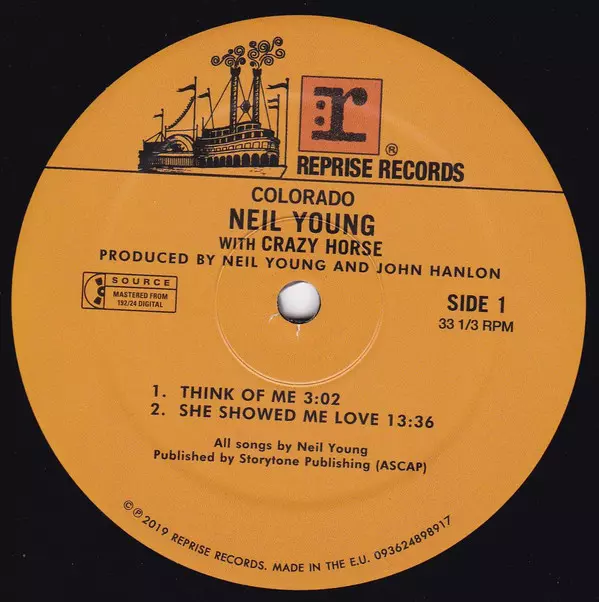 r
®
REPRISE RECORDS
COLORADO
NEIL YOUNG
WITH CRAZY HORSE
PRODUCED BY NEIL YOUNG AND JOHN HANLON
SOURCE
MASTERED FROM
192/24 DIGITAL
SIDE 1
33 1/3 RPM
1. THINK OF ME 3:02
2. SHE SHOWED ME LOVE 13:36
All songs by Neil Young
Published by Storytone Publishing (ASCAP)
©℗2019 REPRISE RECORDS. MADE IN THE E.U. 093624898917